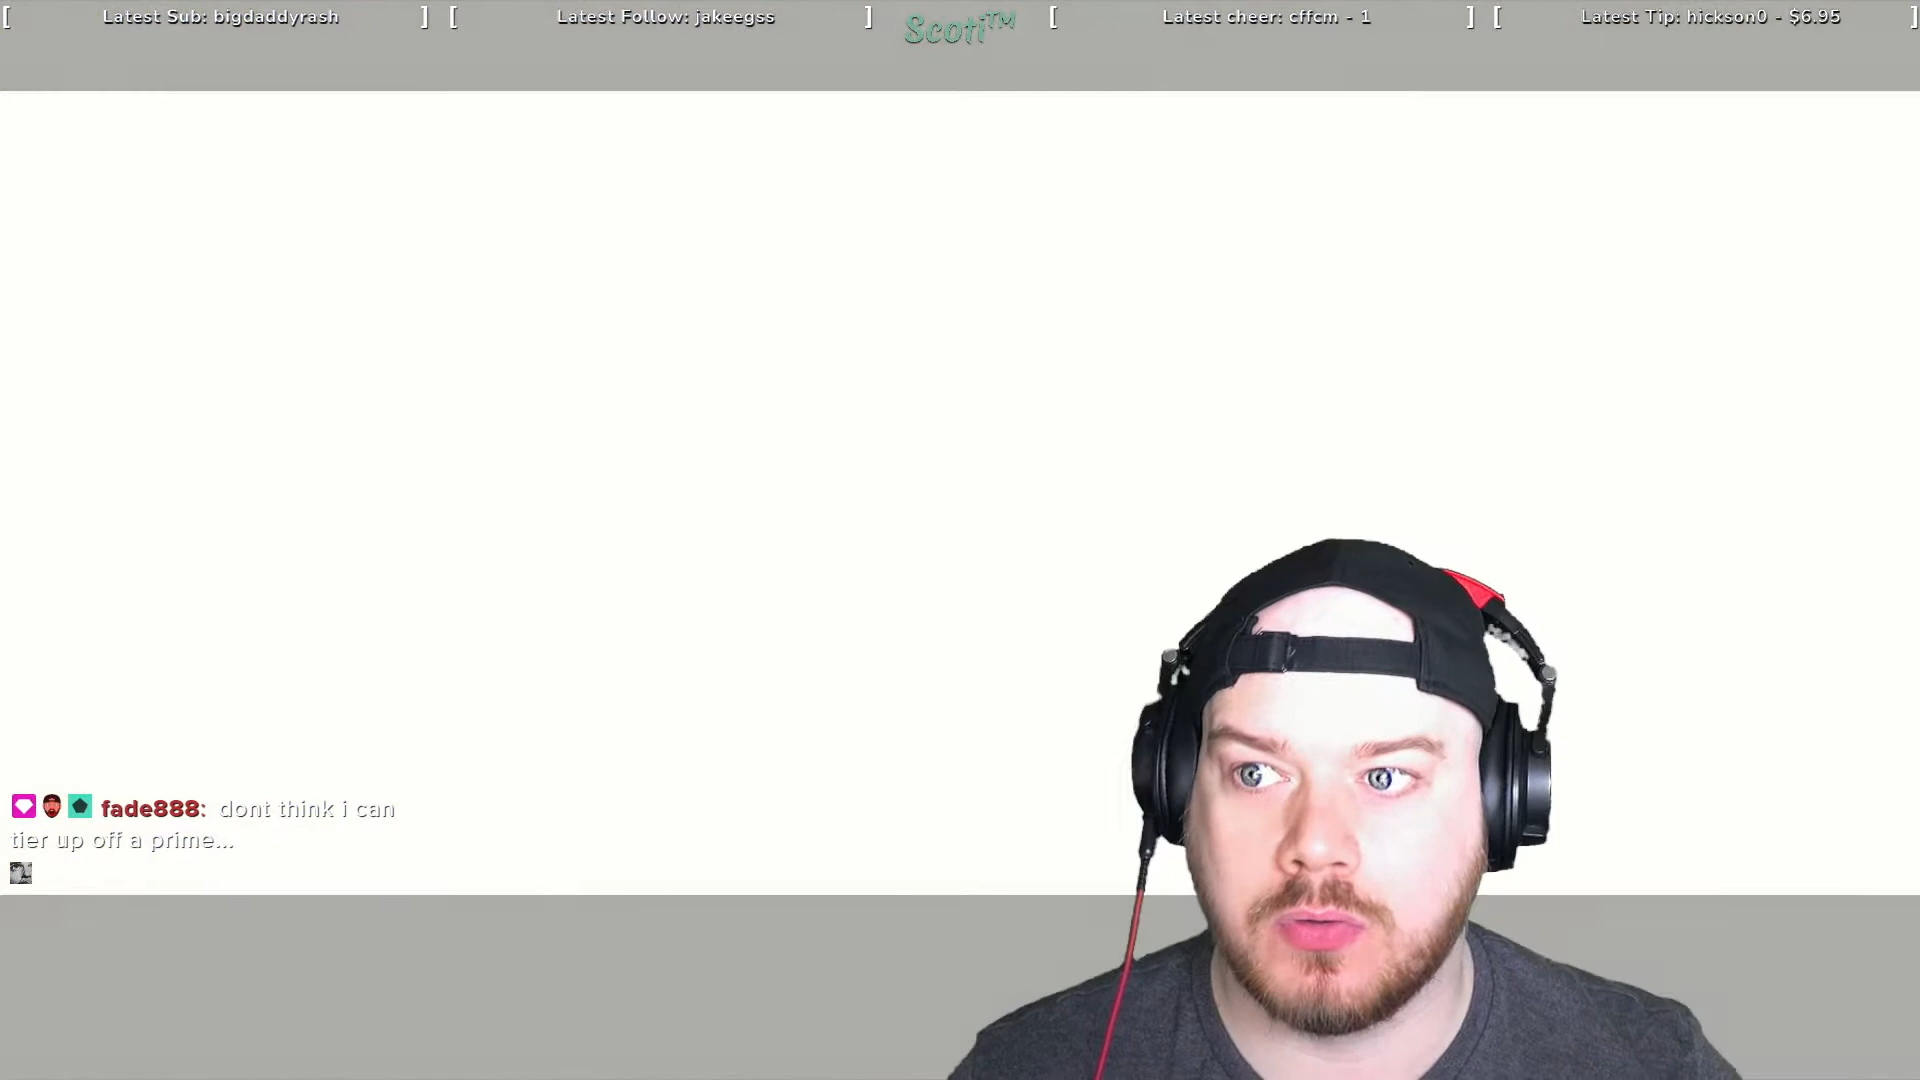 [ Latest Sub: bigdaddyrash ] [ Latest Follow: jakeegss ] Scoti™ [ Latest cheer: cffcm - 1 ] [ Latest Tip: hickson0 - $6.95 ]
fade888: dont think i can
tier up off a prime...